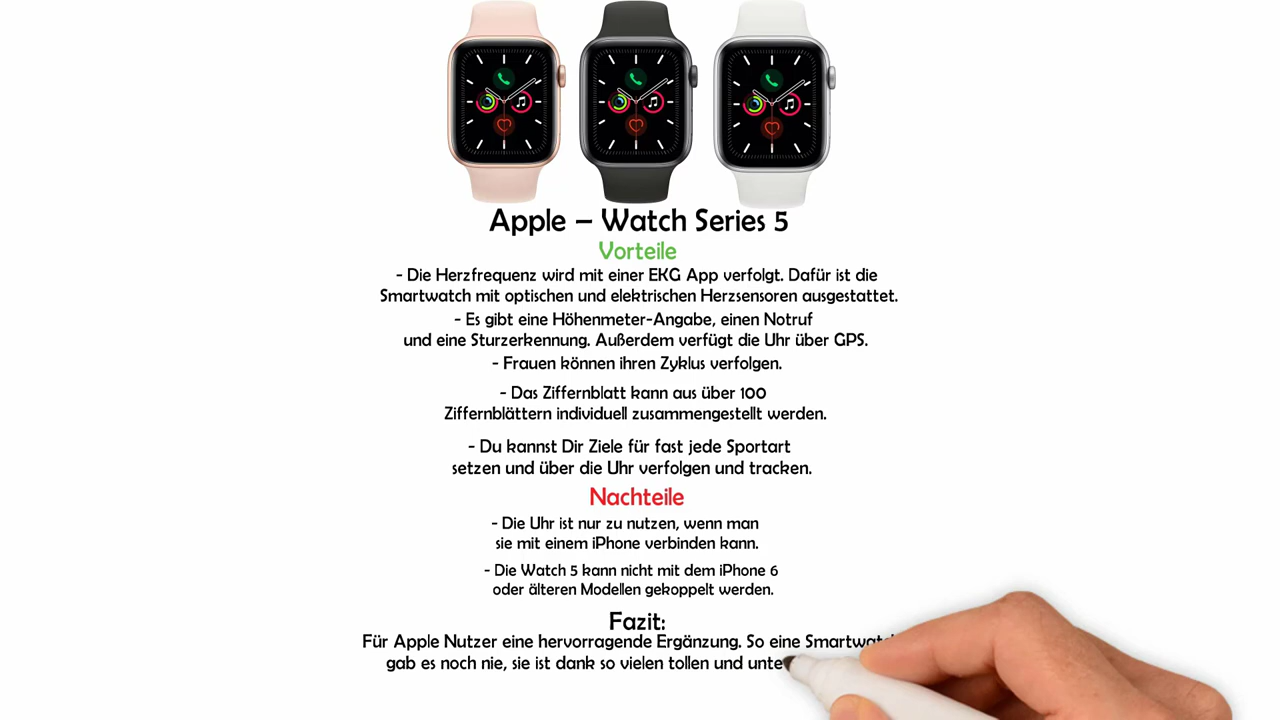 Apple – Watch Series 5
Vorteile
- Die Herzfrequenz wird mit einer EKG App verfolgt. Dafür ist die
Smartwatch mit optischen und elektrischen Herzsensoren ausgestattet.
- Es gibt eine Höhenmeter-Angabe, einen Notruf
und eine Sturzerkennung. Außerdem verfügt die Uhr über GPS.
- Frauen können ihren Zyklus verfolgen.
- Das Ziffernblatt kann aus über 100
Ziffernblättern individuell zusammengestellt werden.
- Du kannst Dir Ziele für fast jede Sportart
setzen und über die Uhr verfolgen und tracken.
Nachteile
- Die Uhr ist nur zu nutzen, wenn man
sie mit einem iPhone verbinden kann.
- Die Watch 5 kann nicht mit dem iPhone 6
oder älteren Modellen gekoppelt werden.
Fazit:
Für Apple Nutzer eine hervorragende Ergänzung. So eine
gab es noch nie, sie ist dank so vielen tollen und